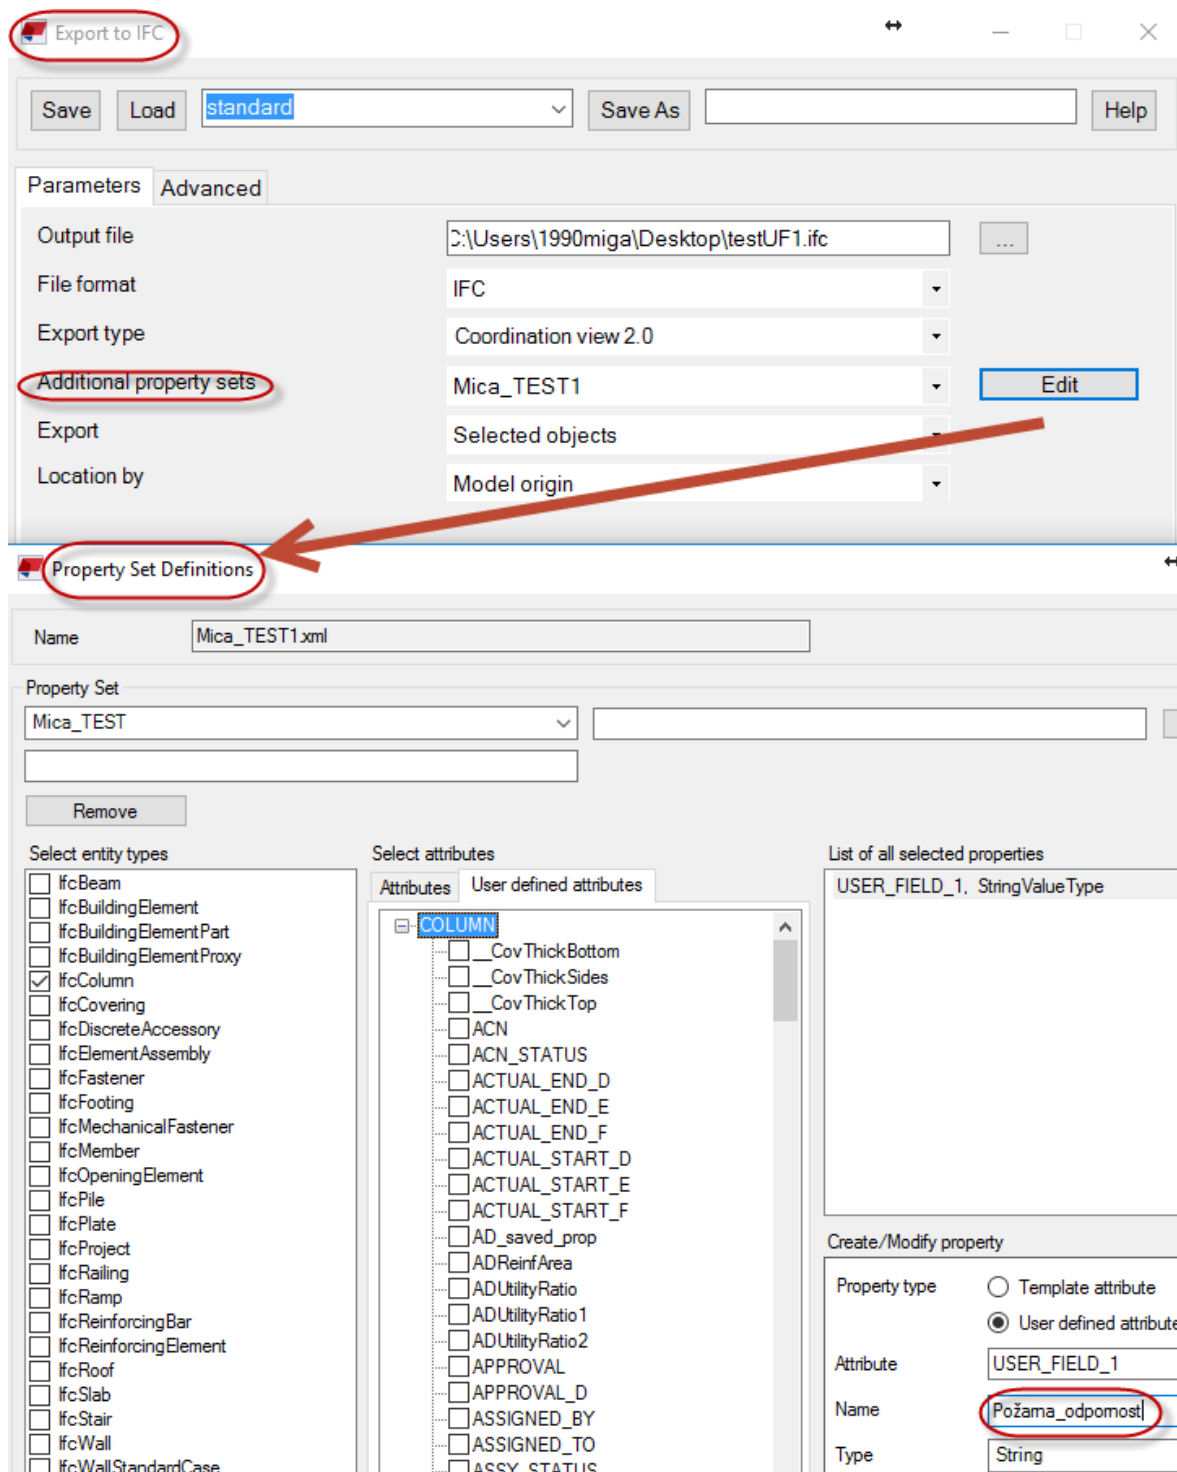 Export to IFC
Save Load standard Save As Help
Parameters Advanced
Output file C:\Users\1990miga\Desktop\testUF1.ifc ...
File format IFC
Export type Coordination view 2.0
Additional property sets Mica_TEST1 Edit
Export Selected objects
Location by Model origin
Property Set Definitions
Name Mica_TEST1.xml
Property Set
Mica_TEST
Remove
Select entity types
IfcBeam
IfcBuildingElement
IfcBuildingElementPart
IfcBuildingElementProxy
IfcColumn
IfcCovering
IfcDiscreteAccessory
IfcElementAssembly
IfcFastener
IfcFooting
IfcMechanicalFastener
IfcMember
IfcOpeningElement
IfcPile
IfcPlate
IfcProject
IfcRailing
IfcRamp
IfcReinforcingBar
IfcReinforcingElement
IfcRoof
IfcSlab
IfcStair
IfcWall
IfcWallStandardCase
Select attributes
Attributes User defined attributes
COLUMN
__CovThickBottom
__CovThickSides
__CovThickTop
ACN
ACN_STATUS
ACTUAL_END_D
ACTUAL_END_E
ACTUAL_END_F
ACTUAL_START_D
ACTUAL_START_E
ACTUAL_START_F
AD_saved_prop
ADReinfArea
ADUtilityRatio
ADUtilityRatio1
ADUtilityRatio2
APPROVAL
APPROVAL_D
ASSIGNED_BY
ASSIGNED_TO
ASSY_STATUS
List of all selected properties
USER_FIELD_1, StringValueType
Create/Modify property
Property type Template attribute
User defined attribute
Attribute USER_FIELD_1
Name Požarna_odpornost
Type String